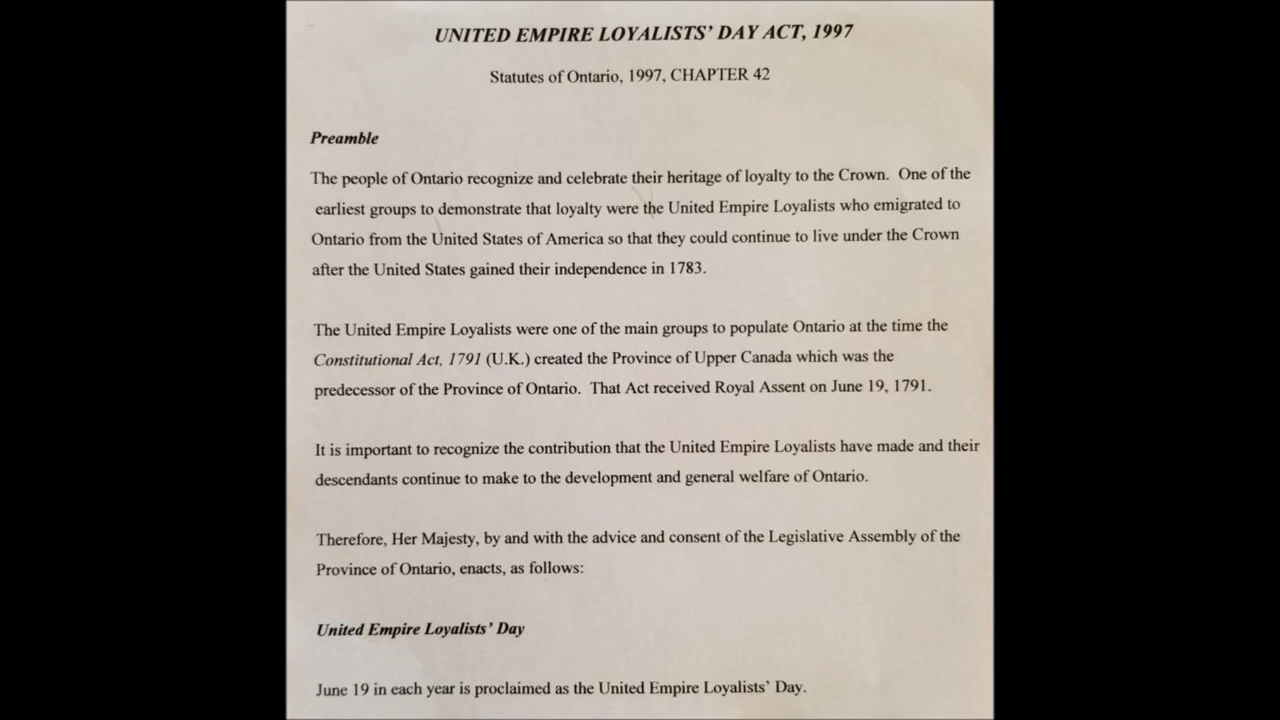 UNITED EMPIRE LOYALISTS' DAY ACT, 1997
Statutes of Ontario, 1997, CHAPTER 42
Preamble
The people of Ontario recognize and celebrate their heritage of loyalty to the Crown. One of the
earliest groups to demonstrate that loyalty were the United Empire Loyalists who emigrated to
Ontario from the United States of America so that they could continue to live under the Crown
after the United States gained their independence in 1783.
The United Empire Loyalists were one of the main groups to populate Ontario at the time the
Constitutional Act, 1791 (U.K.) created the Province of Upper Canada which was the
predecessor of the Province of Ontario. That Act received Royal Assent on June 19, 1791.
It is important to recognize the contribution that the United Empire Loyalists have made and their
descendants continue to make to the development and general welfare of Ontario.
Therefore, Her Majesty, by and with the advice and consent of the Legislative Assembly of the
Province of Ontario, enacts, as follows:
United Empire Loyalists' Day
June 19 in each year is proclaimed as the United Empire Loyalists' Day.